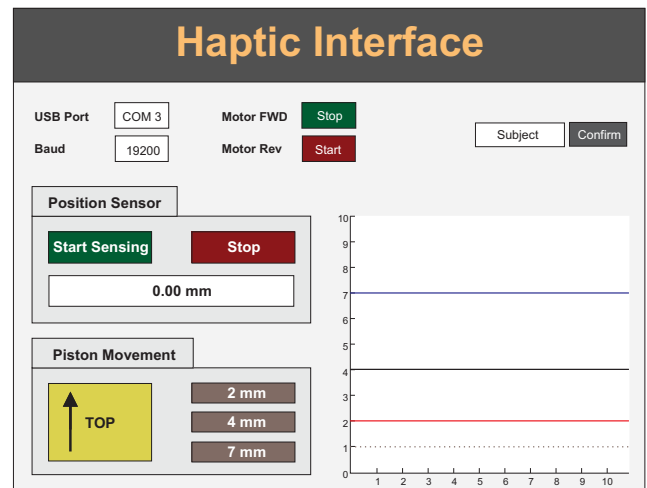 Haptic Interface
USB Port COM 3 Motor FWD Stop
Baud 19200 Motor Rev Start
Subject Confirm
Position Sensor
Start Sensing Stop
0.00 mm
Piston Movement
TOP
2 mm
4 mm
7 mm
10
9
8
7
6
5
4
3
2
1
0
1 2 3 4 5 6 7 8 9 10